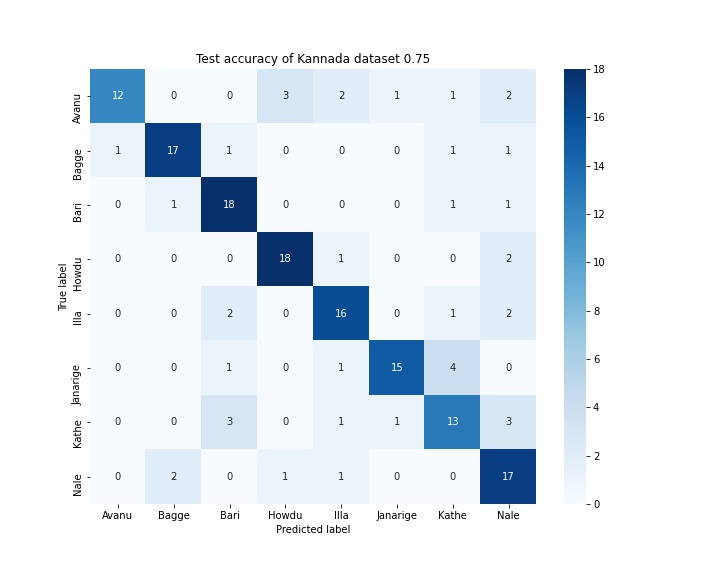 Test accuracy of Kannada dataset 0.75
Avanu 12 0 0 3 2 1 1 2
Bagge 1 17 1 0 0 0 1 1
Bari 0 1 18 0 0 0 1 1
Howdu 0 0 0 18 1 0 0 2
Illa 0 0 2 0 16 0 1 2
Janarige 0 0 1 0 1 15 4 0
Kathe 0 0 3 0 1 1 13 3
Nale 0 2 0 1 1 0 0 17
True label
Avanu Bagge Bari Howdu Illa Janarige Kathe Nale
Predicted label
18
16
14
12
10
8
6
4
2
0